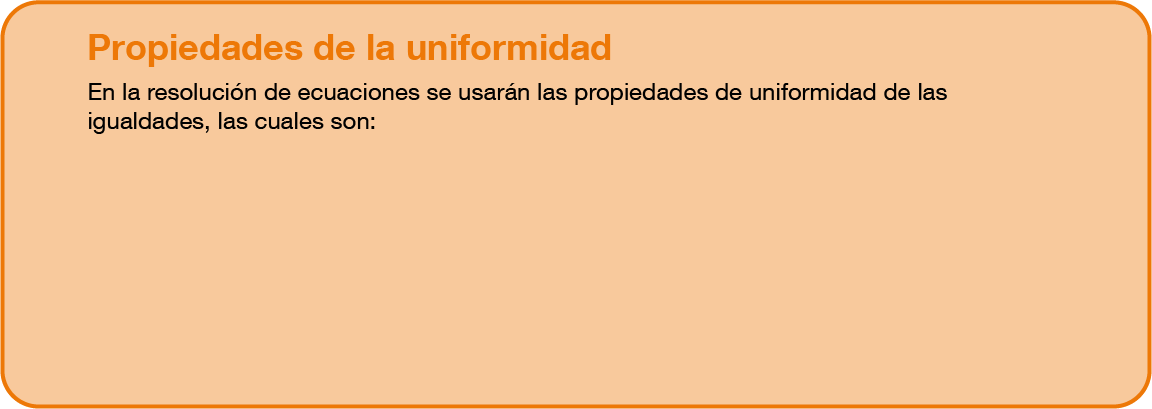 Propiedades de la uniformidad
En la resolución de ecuaciones se usarán las propiedades de uniformidad de las
igualdades, las cuales son: